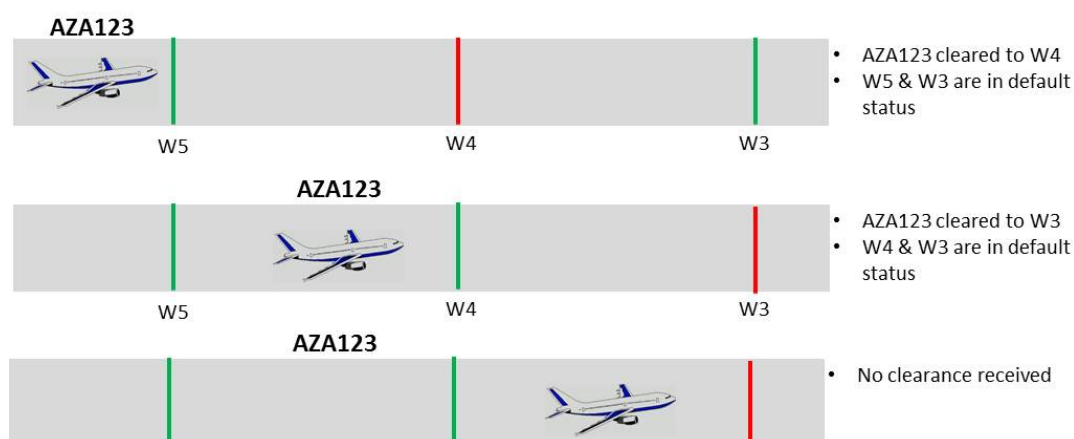 AZA123
• AZA123 cleared to W4
• W5 & W3 are in default
status
W5
W4
W3
AZA123
• AZA123 cleared to W3
• W4 & W3 are in default
status
W5
W4
W3
AZA123
• No clearance received